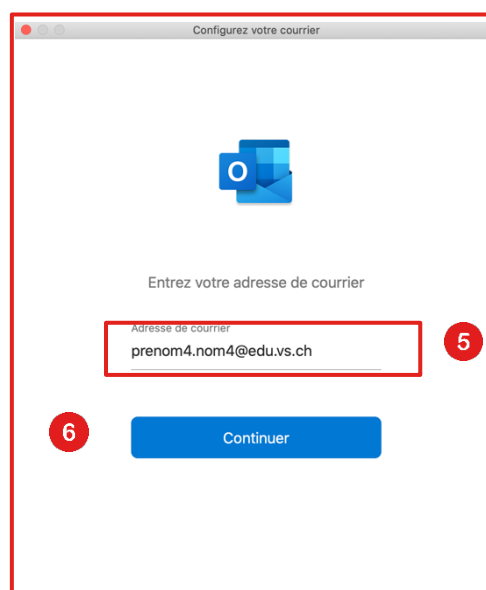 Configurez votre courrier
O
Entrez votre adresse de courrier
Adresse de courrier
prenom4.nom4@edu.vs.ch
5
6
Continuer